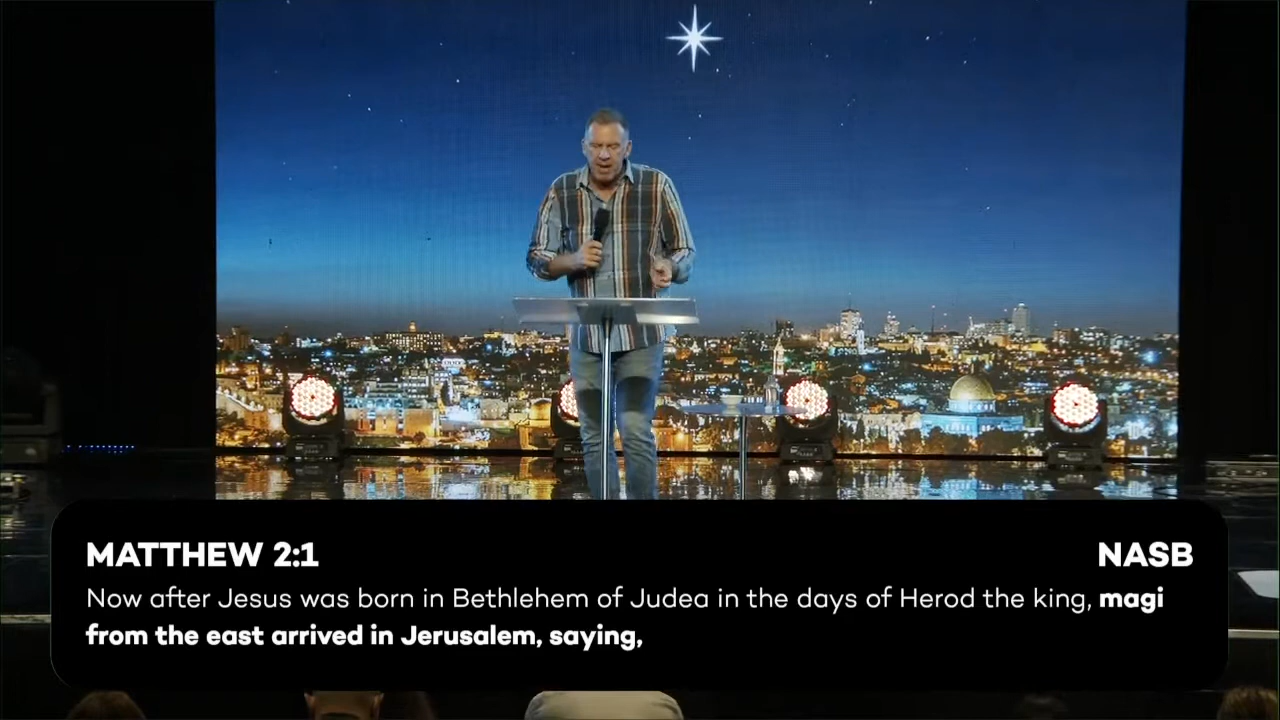 MATTHEW 2:1 NASB
Now after Jesus was born in Bethlehem of Judea in the days of Herod the king, magi
from the east arrived in Jerusalem, saying,